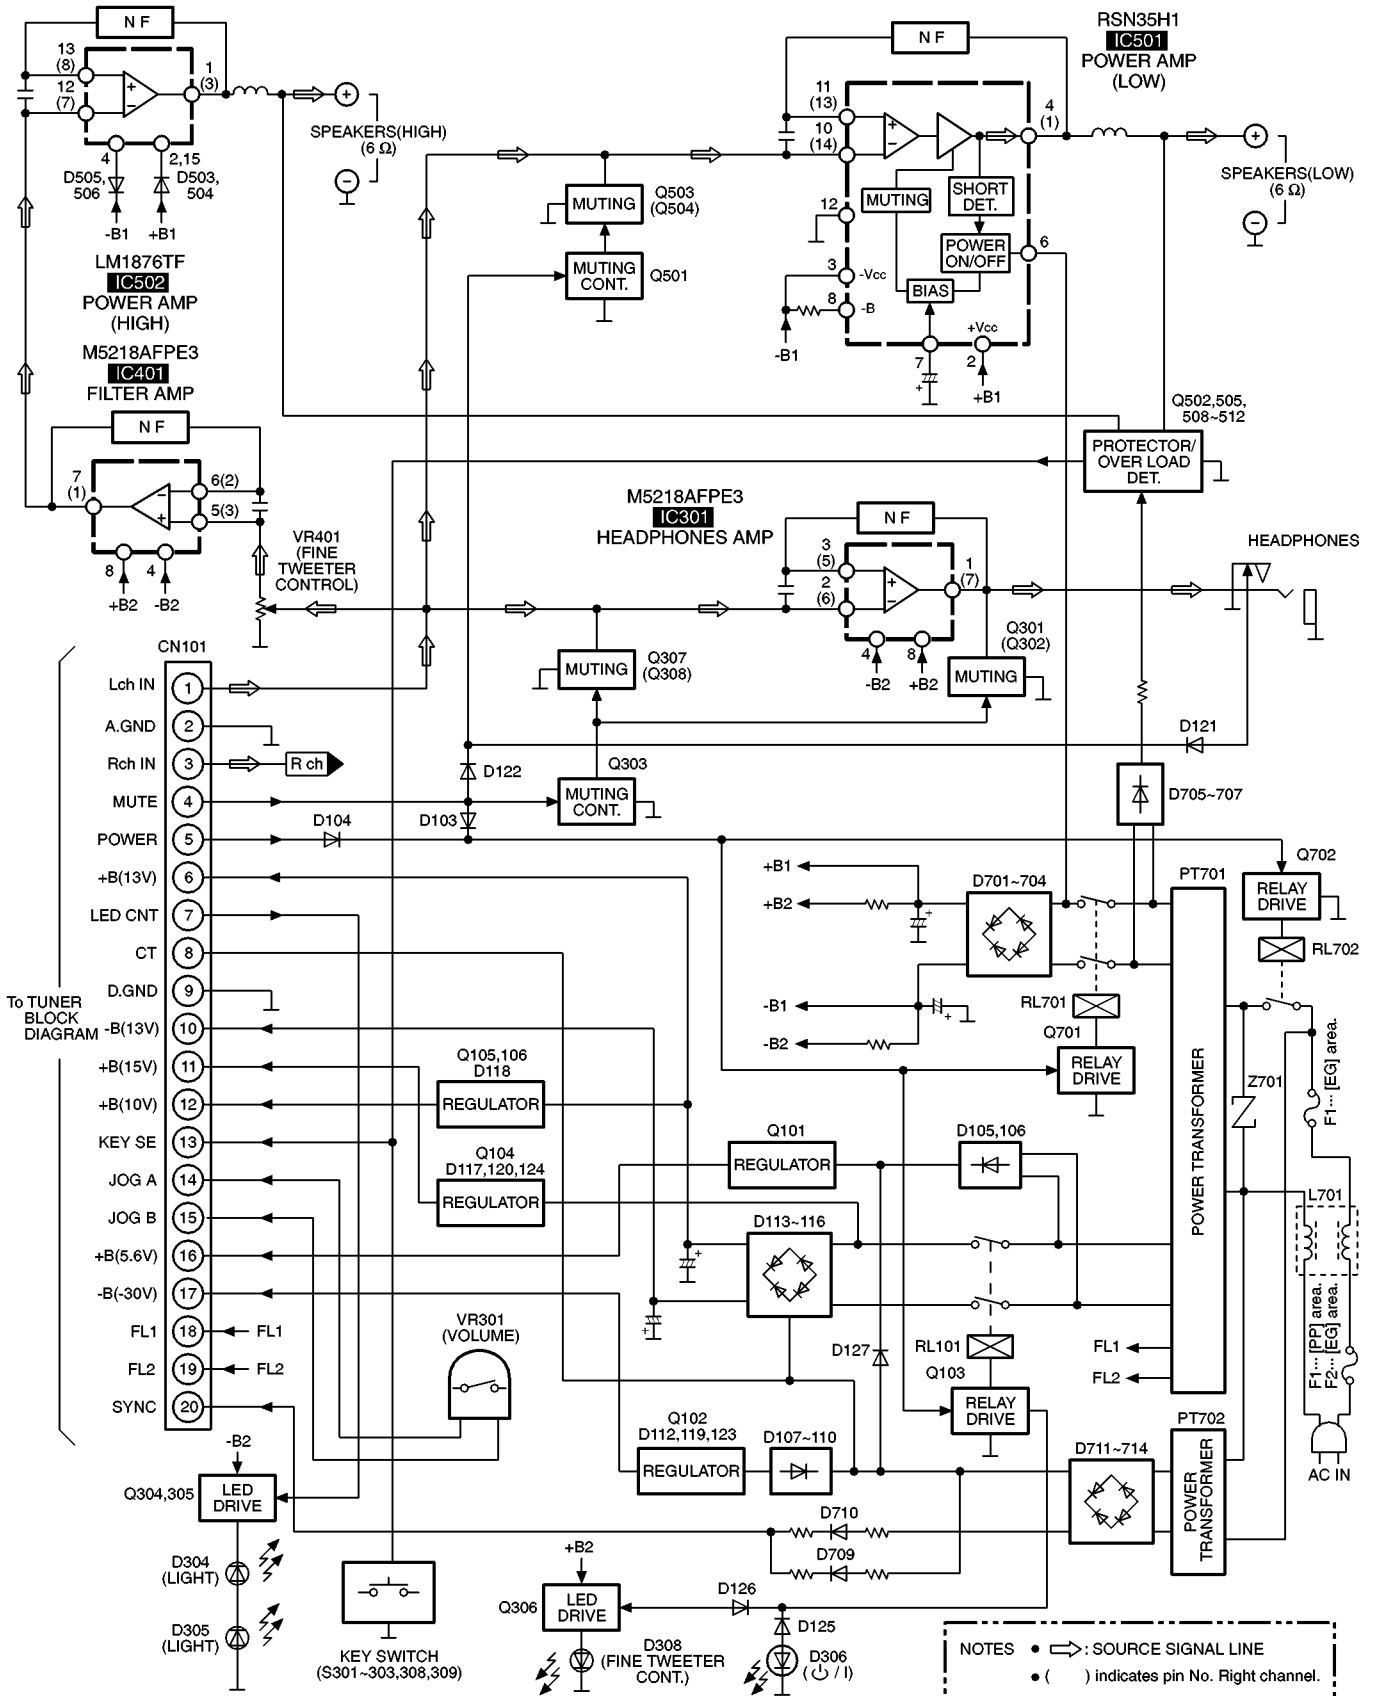 N F
13
(8)
12
(7)
1
(3)
+
−
4
2,15
D505,
506
D503,
504
-B1
+B1
LM1876TF
IC502
POWER AMP
(HIGH)
SPEAKERS(HIGH)
(6 Ω)
+
−
M5218AFPE3
IC401
FILTER AMP
N F
7
(1)
6(2)
5(3)
−
+
8
4
+B2
-B2
VR401
(FINE
TWEETER
CONTROL)
MUTING
Q503
(Q504)
MUTING
CONT.
Q501
RSN35H1
IC501
POWER AMP
(LOW)
N F
11
(13)
10
(14)
4
(1)
+
−
MUTING
SHORT
DET.
POWER
ON/OFF
BIAS
12
3
-Vcc
8
-B
6
+Vcc
7
2
+
-B1
+B1
SPEAKERS(LOW)
(6 Ω)
+
−
Q502,505,
508~512
PROTECTOR/
OVER LOAD
DET.
M5218AFPE3
IC301
HEADPHONES AMP
N F
3
(5)
2
(6)
1
(7)
+
−
4
8
-B2
+B2
Q301
(Q302)
MUTING
HEADPHONES
MUTING
Q307
(Q308)
Q303
MUTING
CONT.
D121
D122
D103
D104
D705~707
CN101
To TUNER
BLOCK
DIAGRAM
Lch IN 1
A.GND 2
Rch IN 3
R ch
MUTE 4
POWER 5
+B(13V) 6
LED CNT 7
CT 8
D.GND 9
-B(13V) 10
+B(15V) 11
+B(10V) 12
KEY SE 13
JOG A 14
JOG B 15
+B(5.6V) 16
-B(-30V) 17
FL1 18 FL1
FL2 19 FL2
SYNC 20
+B1
+B2
+
-B1
-B2
+
D701~704
PT701
POWER TRANSFORMER
RL701
Q701
RELAY
DRIVE
Q702
RELAY
DRIVE
RL702
F1··· [EG] area.
Z701
L701
F1··· [PP] area.
F2··· [EG] area.
AC IN
Q105,106
D118
REGULATOR
Q104
D117,120,124
REGULATOR
Q101
REGULATOR
D105,106
D113~116
+
+
RL101
Q103
RELAY
DRIVE
D127
FL1
FL2
VR301
(VOLUME)
Q102
D112,119,123
REGULATOR
D107~110
D711~714
PT702
POWER
TRANSFORMER
D710
D709
-B2
Q304,305
LED
DRIVE
D304
(LIGHT)
D305
(LIGHT)
KEY SWITCH
(S301~303,308,309)
+B2
Q306
LED
DRIVE
D308
(FINE TWEETER
CONT.)
D126
D125
D306
(⏻ / I)
NOTES ● ⇨ : SOURCE SIGNAL LINE
● ( ) indicates pin No. Right channel.